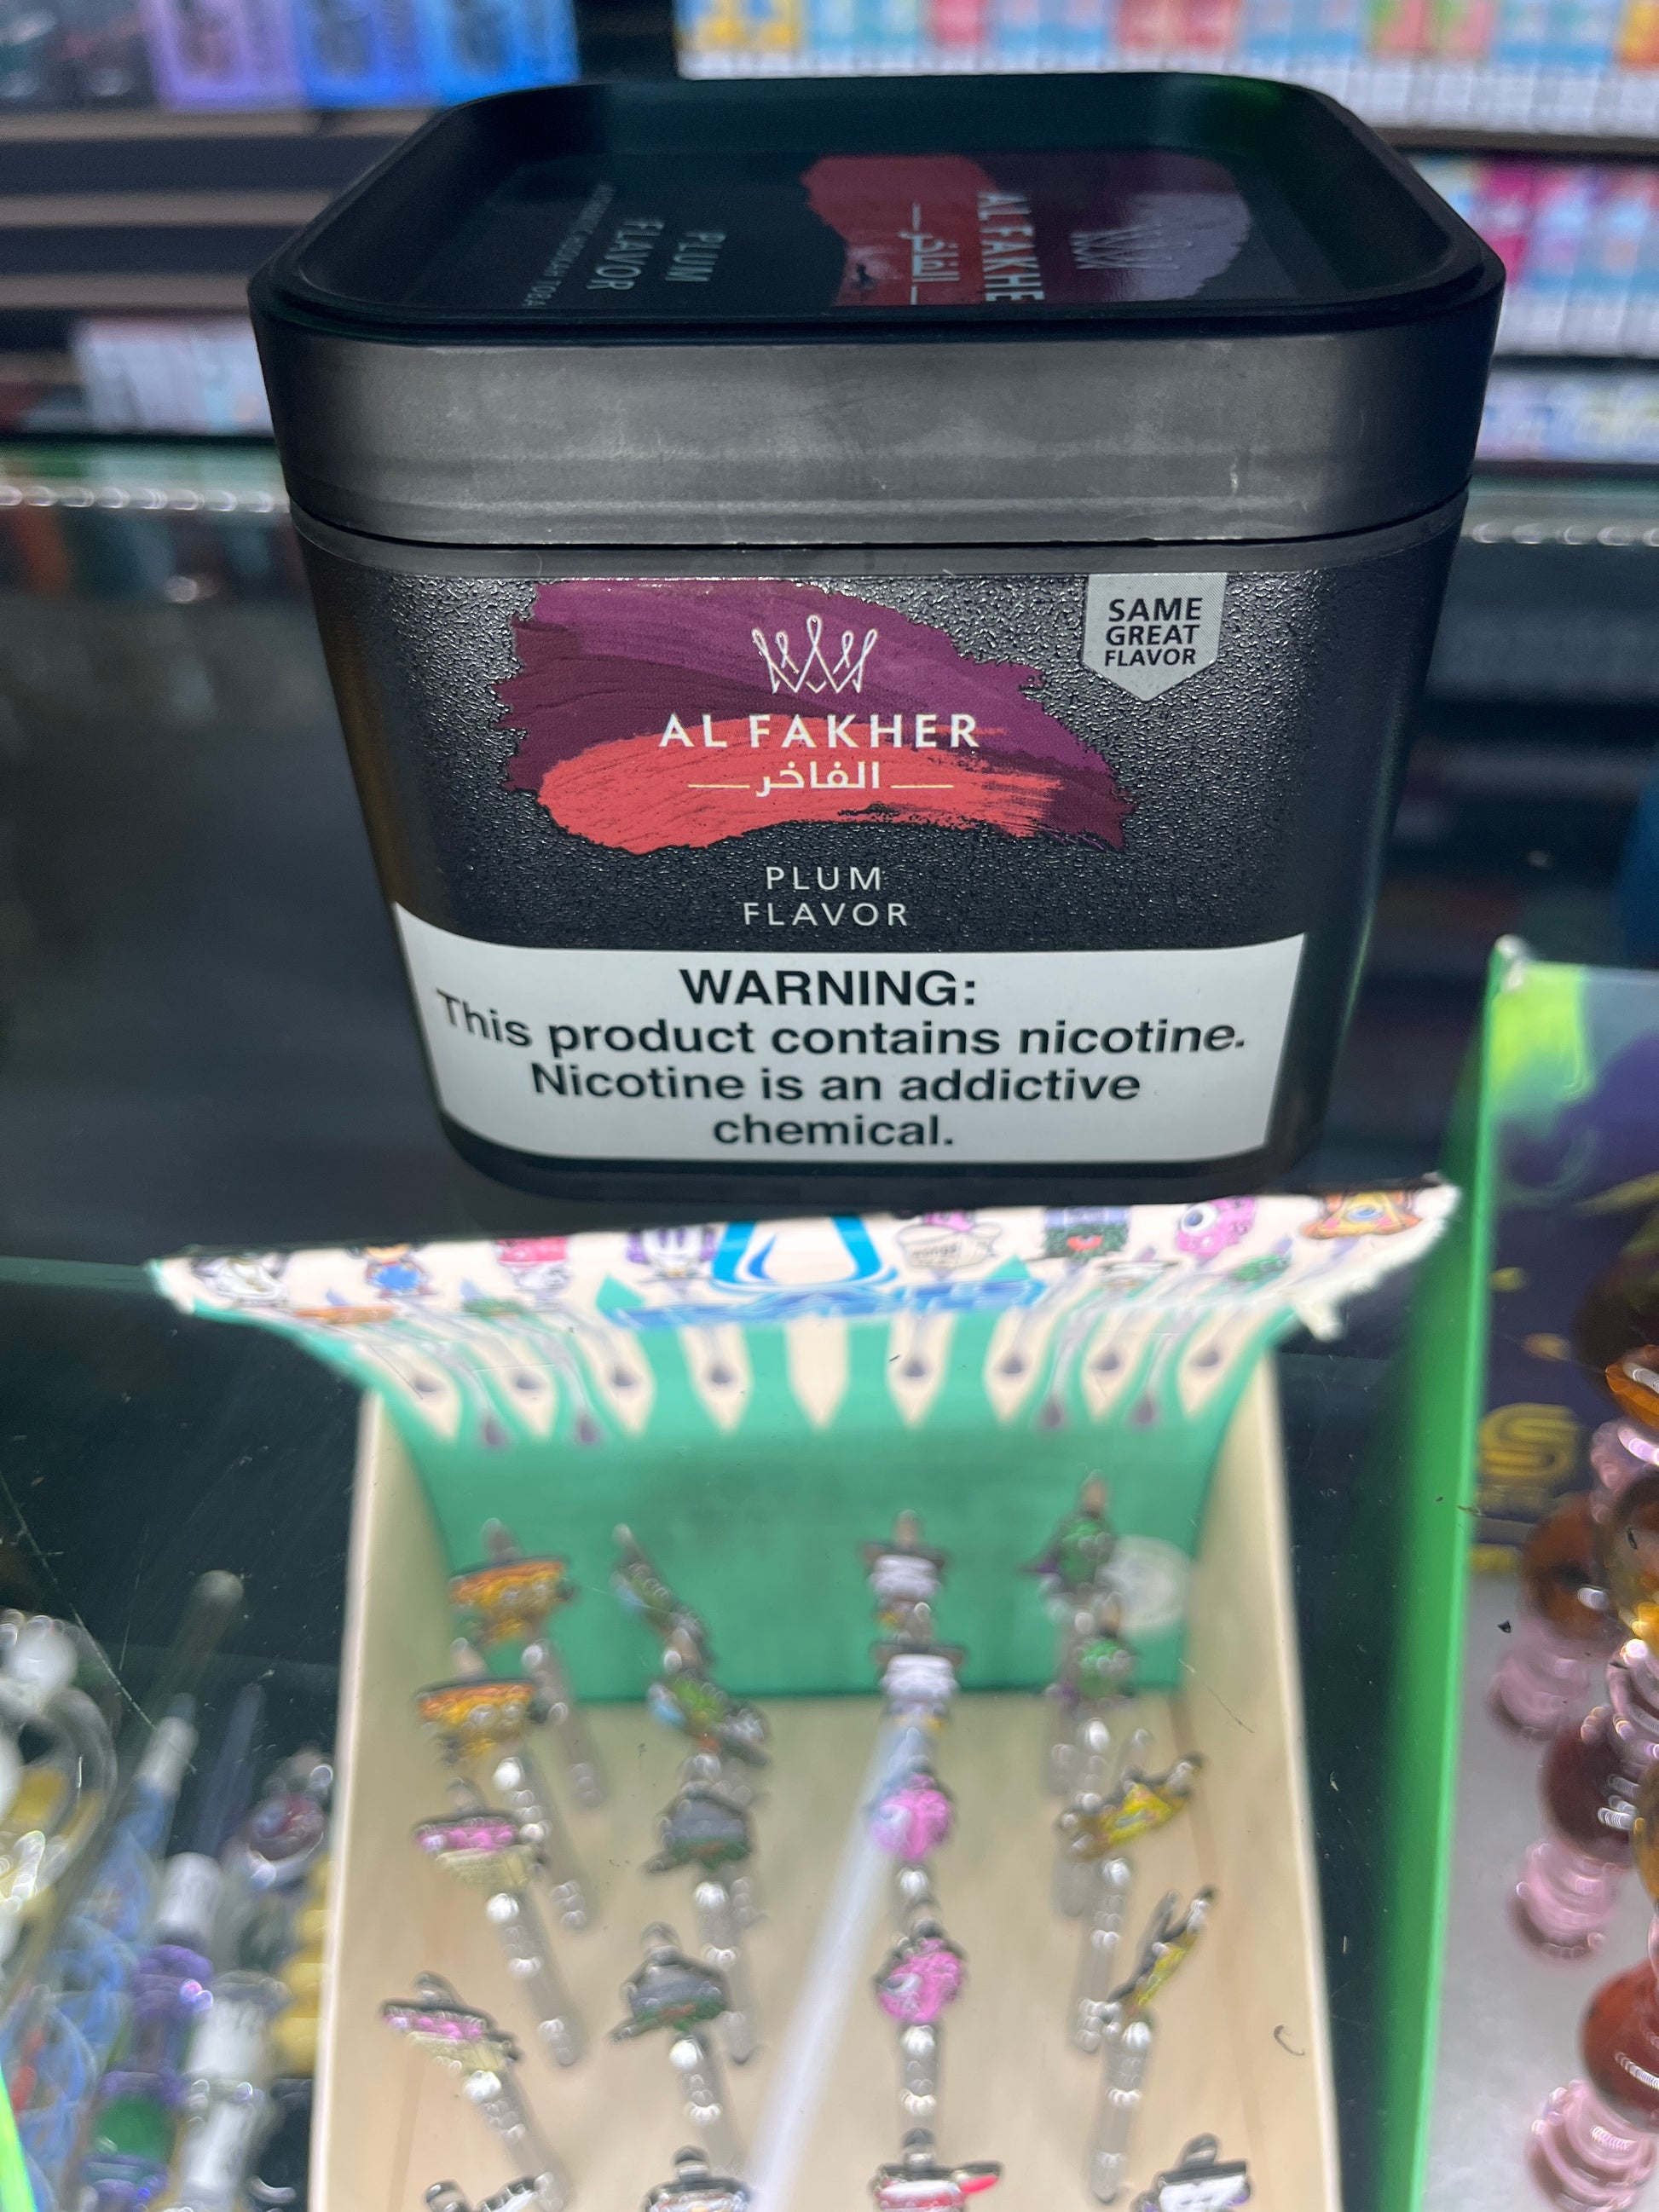 AL FAKHER
الفاخر
PLUM
FLAVOR
SAME
GREAT
FLAVOR
AL FAKHER
الفاخر
PLUM
FLAVOR
WARNING:
This product contains nicotine.
Nicotine is an addictive
chemical.